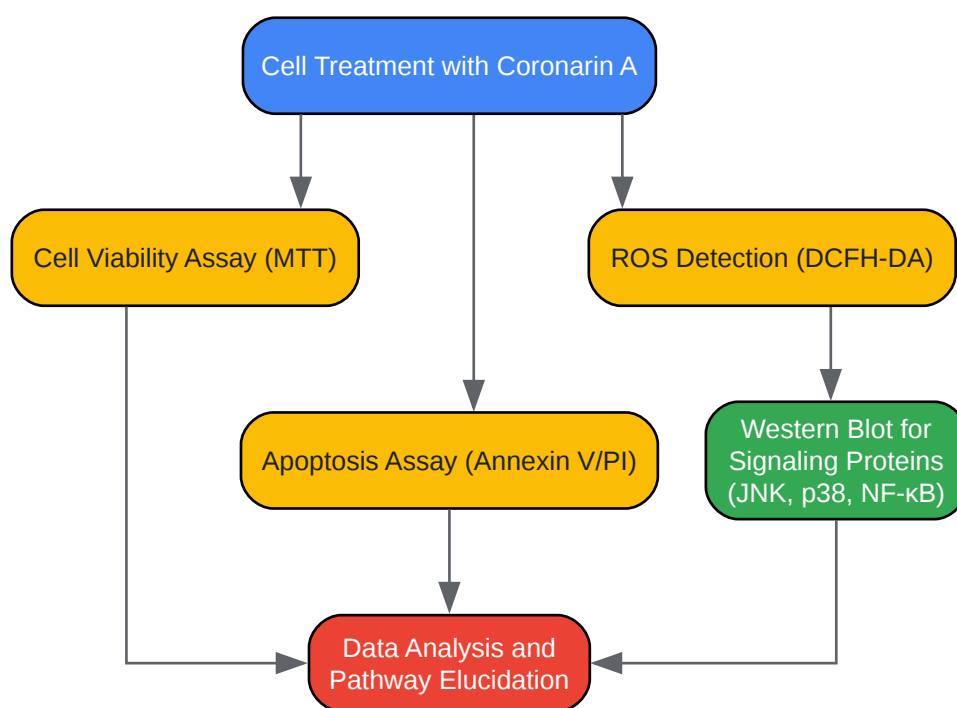 Cell Treatment with Coronarin A
Cell Viability Assay (MTT)
ROS Detection (DCFH-DA)
Apoptosis Assay (Annexin V/PI)
Western Blot for
Signaling Proteins
(JNK, p38, NF-κB)
Data Analysis and
Pathway Elucidation